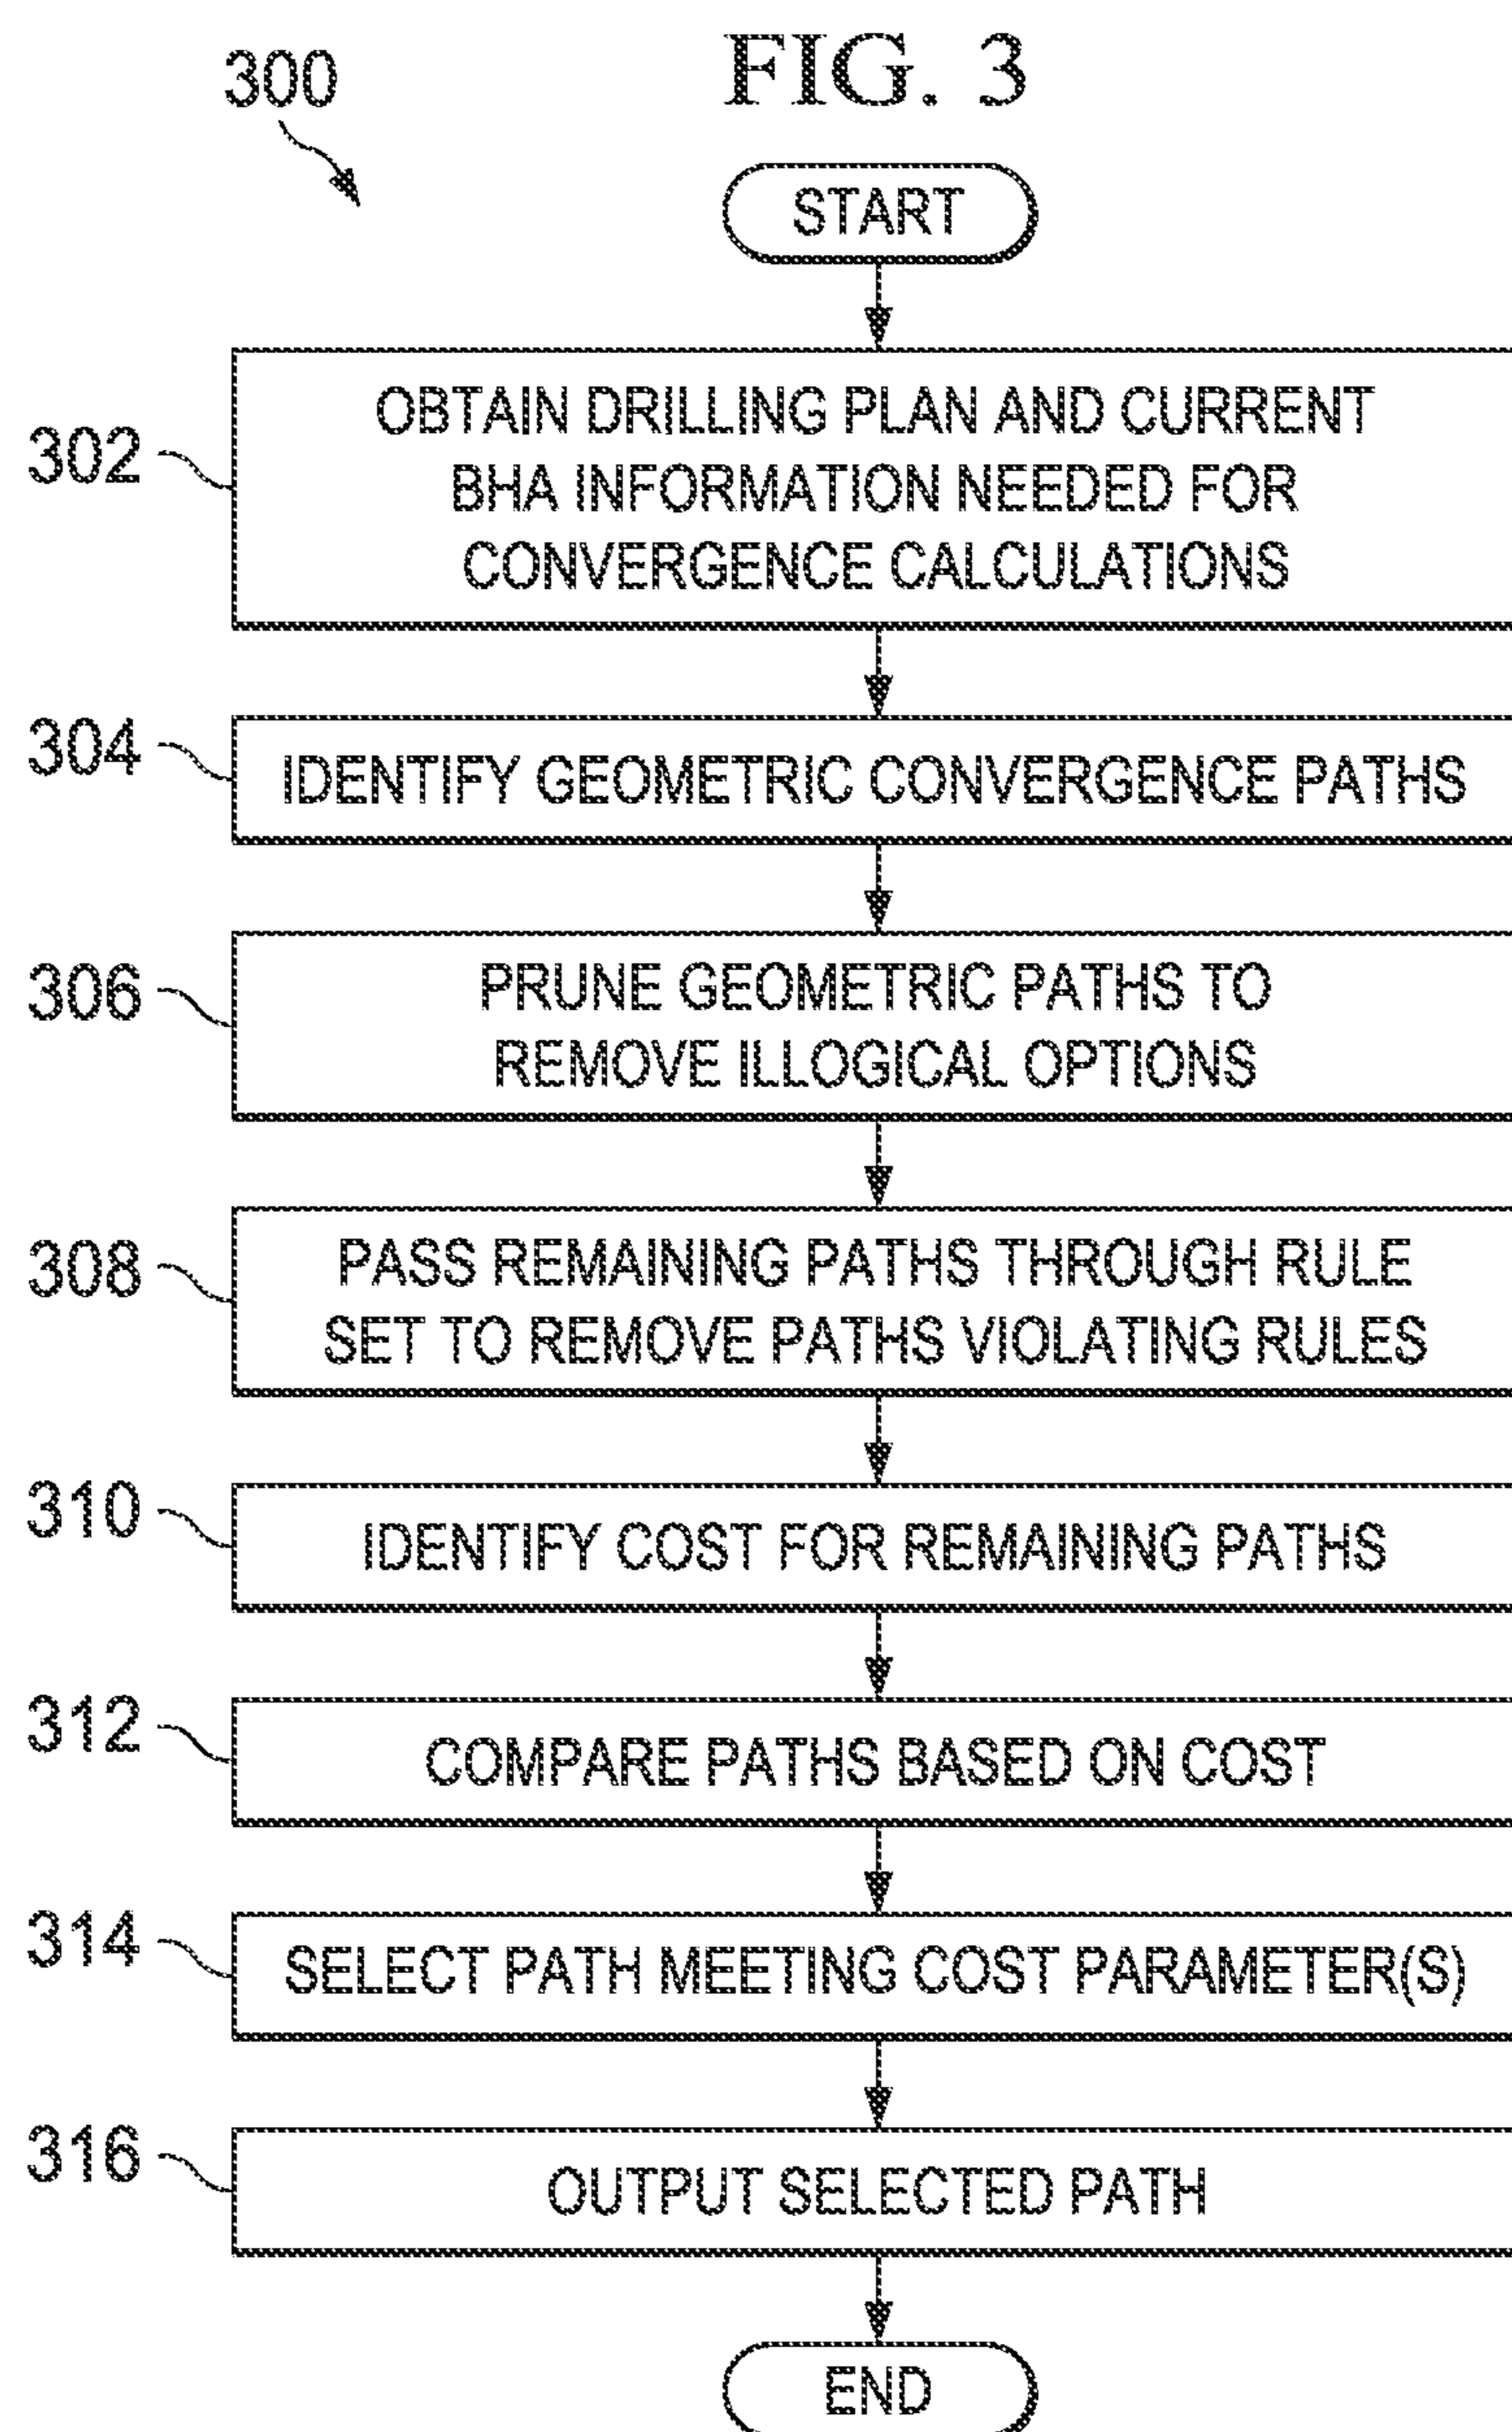 300
FIG. 3
START
302
OBTAIN DRILLING PLAN AND CURRENT
BHA INFORMATION NEEDED FOR
CONVERGENCE CALCULATIONS
304
IDENTIFY GEOMETRIC CONVERGENCE PATHS
306
PRUNE GEOMETRIC PATHS TO
REMOVE ILLOGICAL OPTIONS
308
PASS REMAINING PATHS THROUGH RULE
SET TO REMOVE PATHS VIOLATING RULES
310
IDENTIFY COST FOR REMAINING PATHS
312
COMPARE PATHS BASED ON COST
314
SELECT PATH MEETING COST PARAMETER(S)
316
OUTPUT SELECTED PATH
END